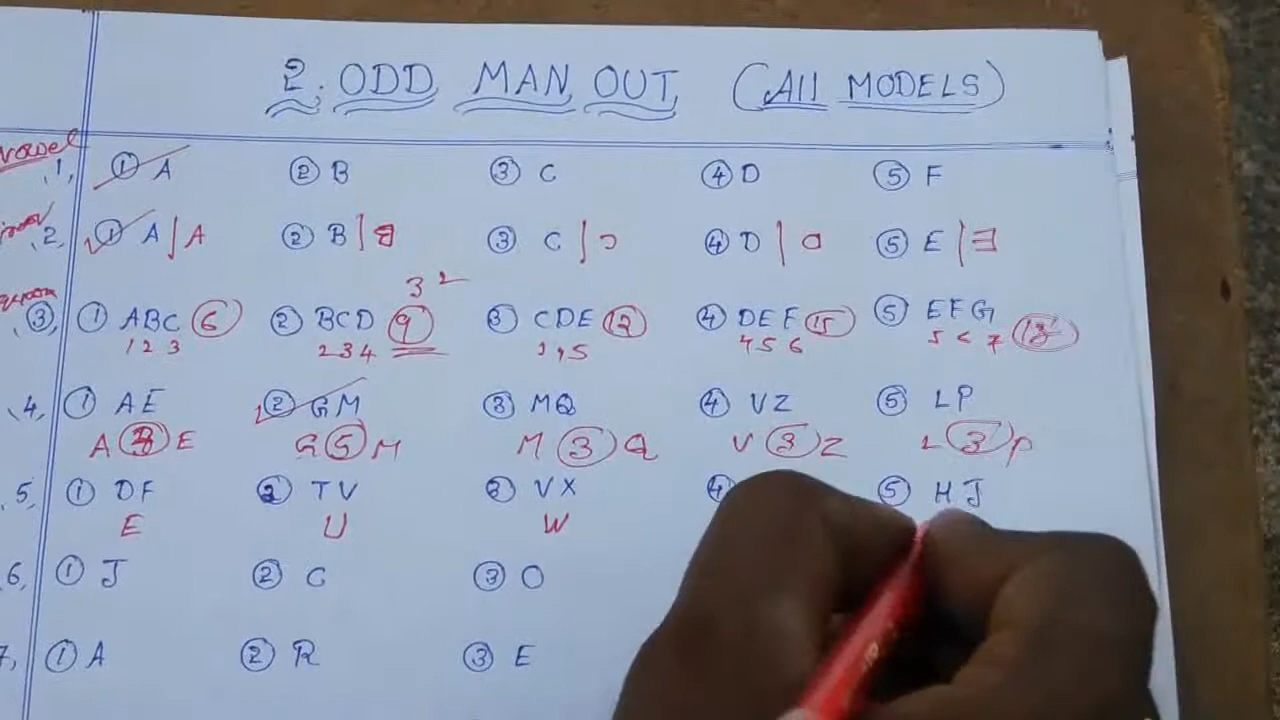 2. ODD MAN OUT (All MODELS)
vowel
1, ① A ② B ③ C ④ D ⑤ F
2, ① A | A ② B | B ③ C | C ④ D | D ⑤ E | E
3²
③, ① ABC 6 ② BCD 9 ③ CDE 12 ④ DEF 15 ⑤ EFG 18
1 2 3 2 3 4 3 4 5 4 5 6 5 6 7
4, ① AE ② GM ③ MQ ④ VZ ⑤ LP
A 3 E G 5 M M 3 Q V 3 Z L 3 P
5, ① DF ② TV ③ VX ④ ⑤ HJ
E U W
6, ① J ② C ③ O
7, ① A ② R ③ E